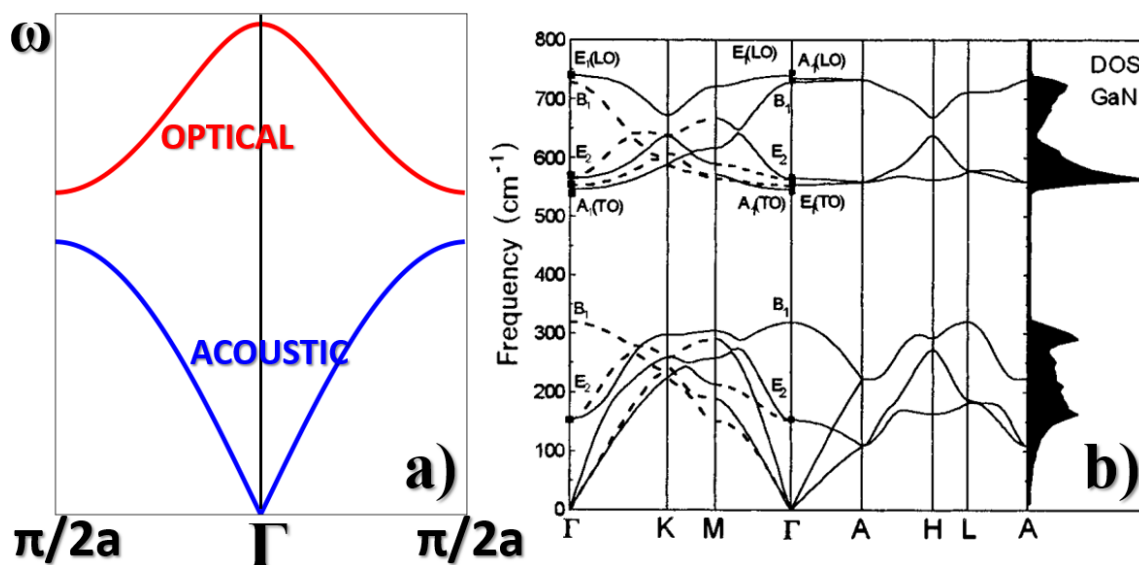 ω
OPTICAL
ACOUSTIC
a)
π/2a Γ π/2a
Frequency (cm⁻¹)
800
700
600
500
400
300
200
100
0
E₁(LO)
B₁
E₂
A₁(TO)
B₁
E₂
E₁(LO)
A₁(LO)
B₁
E₂
A₁(TO)
E₁(TO)
B₁
E₂
DOS
GaN
b)
Γ K M Γ A H L A